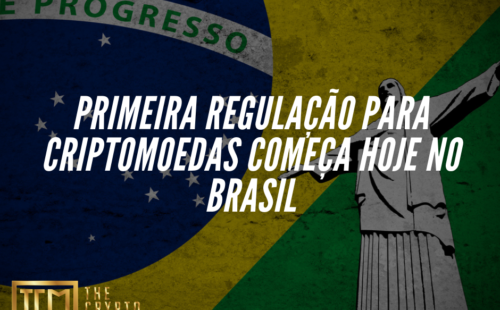 E PROGRESSO
PRIMEIRA REGULAÇÃO PARA
CRIPTOMOEDAS COMEÇA HOJE NO
BRASIL
TCM
THE
CRYPTO